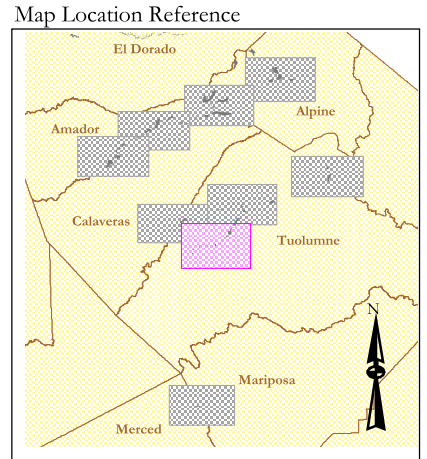 Map Location Reference
El Dorado
Alpine
Amador
Calaveras
Tuolumne
N
Mariposa
Merced